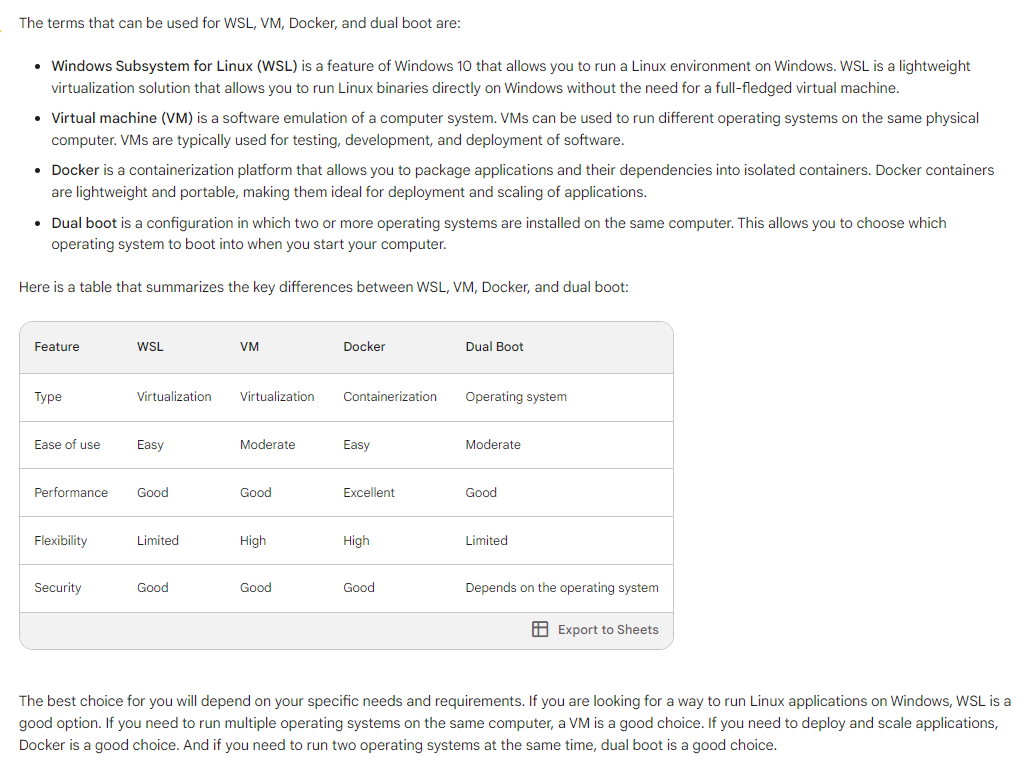 The terms that can be used for WSL, VM, Docker, and dual boot are:
• Windows Subsystem for Linux (WSL) is a feature of Windows 10 that allows you to run a Linux environment on Windows. WSL is a lightweight
virtualization solution that allows you to run Linux binaries directly on Windows without the need for a full-fledged virtual machine.
• Virtual machine (VM) is a software emulation of a computer system. VMs can be used to run different operating systems on the same physical
computer. VMs are typically used for testing, development, and deployment of software.
• Docker is a containerization platform that allows you to package applications and their dependencies into isolated containers. Docker containers
are lightweight and portable, making them ideal for deployment and scaling of applications.
• Dual boot is a configuration in which two or more operating systems are installed on the same computer. This allows you to choose which
operating system to boot into when you start your computer.
Here is a table that summarizes the key differences between WSL, VM, Docker, and dual boot:
Feature WSL VM Docker Dual Boot
Type Virtualization Virtualization Containerization Operating system
Ease of use Easy Moderate Easy Moderate
Performance Good Good Excellent Good
Flexibility Limited High High Limited
Security Good Good Good Depends on the operating system
Export to Sheets
The best choice for you will depend on your specific needs and requirements. If you are looking for a way to run Linux applications on Windows, WSL is a
good option. If you need to run multiple operating systems on the same computer, a VM is a good choice. If you need to deploy and scale applications,
Docker is a good choice. And if you need to run two operating systems at the same time, dual boot is a good choice.